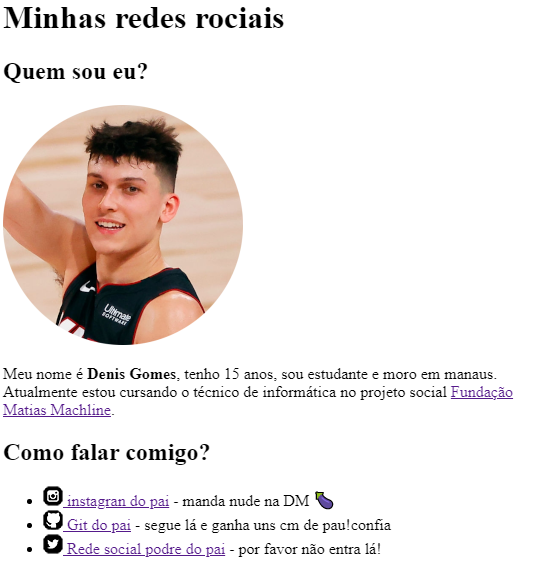 Minhas redes rociais
Quem sou eu?
Ultimate
SOFTWARE
Meu nome é Denis Gomes, tenho 15 anos, sou estudante e moro em manaus.
Atualmente estou cursando o técnico de informática no projeto social Fundação
Matias Machline.
Como falar comigo?
instagran do pai - manda nude na DM 🍆
Git do pai - segue lá e ganha uns cm de pau!confia
Rede social podre do pai - por favor não entra lá!